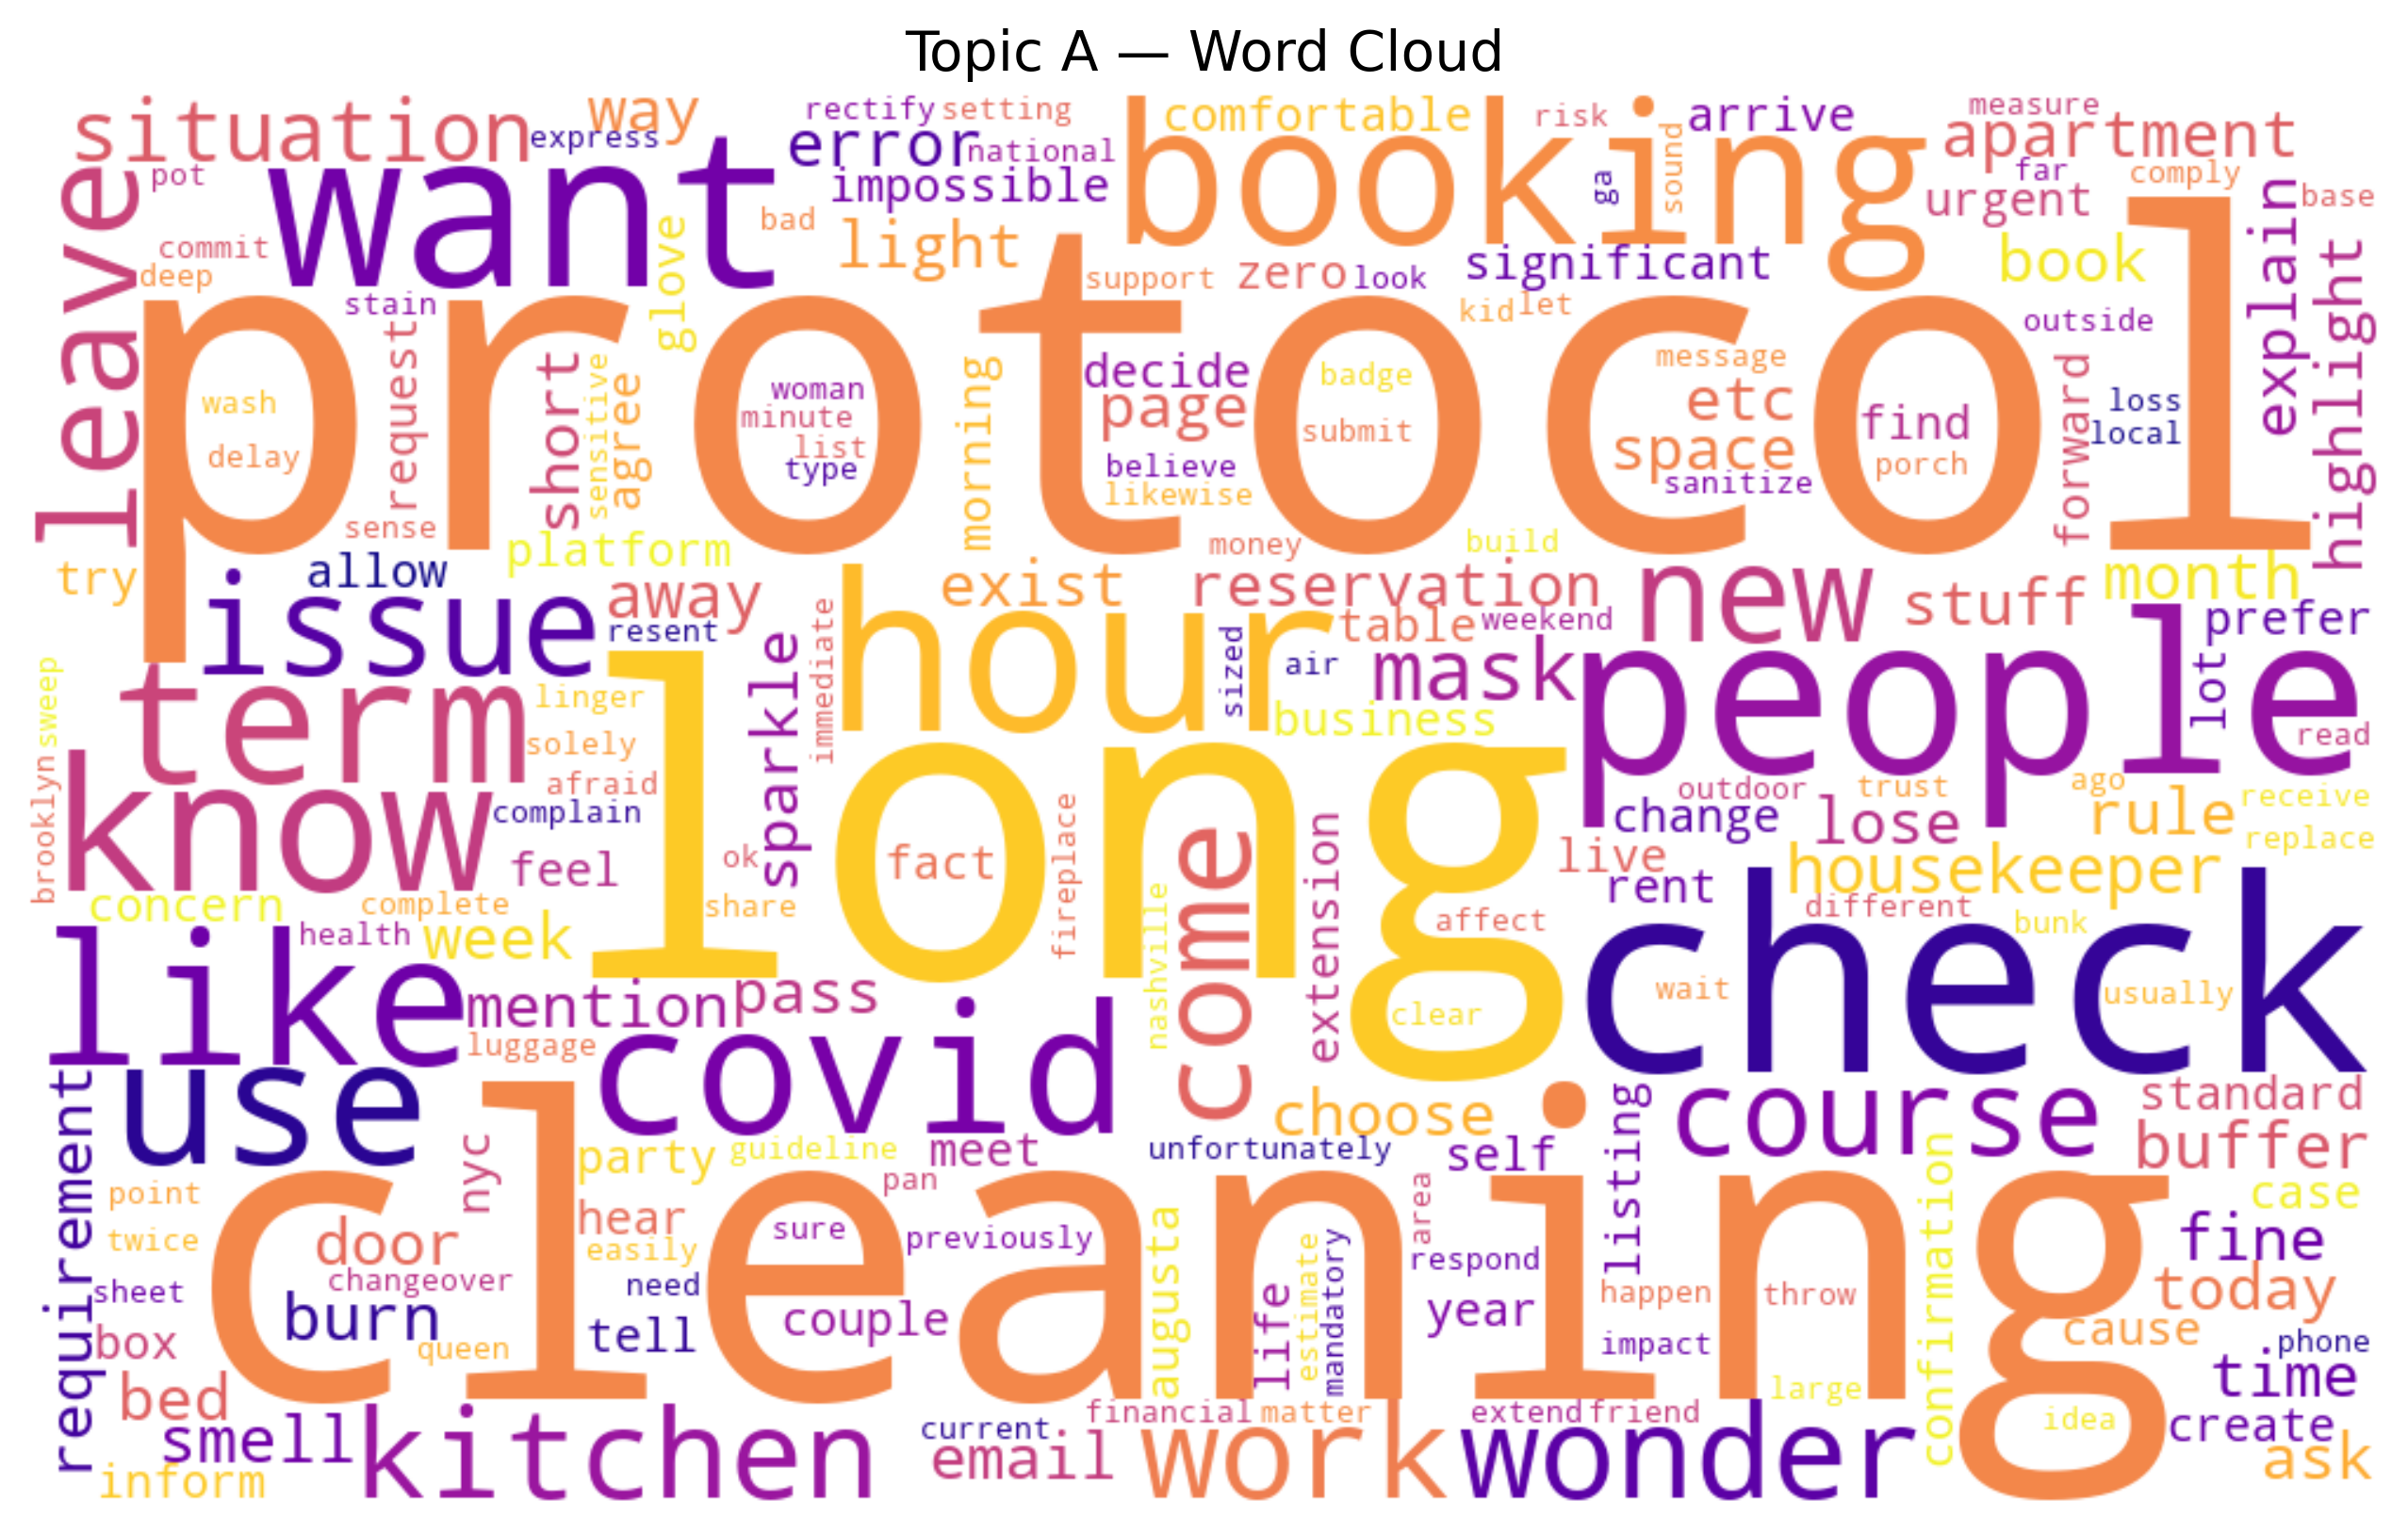 Topic A — Word Cloud
situation
way
express
rectify
setting
error
national
impossible
booking
comfortable
risk
arrive
measure
apartment
far
comply
urgent
base
pot
want
leave
commit
deep
bad
light
glove
ga
sound
significant
support
zero
look
kid
let
book
explain
highlight
outside
protocol
stain
request
short
sensitive
agree
wash
delay
sense
woman
minute
list
type
morning
decide
page
believe
likewise
badge
submit
message
etc
space
sanitize
find
porch
forward
loss
local
try
allow
platform
issue
away
resent
exist
money
build
reservation
hour
table
weekend
new
stuff
month
prefer
mask
people
lot
read
sized
air
business
immediate
sparkle
term
linger
solely
afraid
sweep
brooklyn
know
complain
feel
long
ok
share
fact
fireplace
nashville
come
extension
outdoor
trust
ago
change
lose
rule
receive
replace
live
rent
housekeeper
different
bunk
affect
concern
complete
week
like
health
mention
pass
luggage
clear
check
wait
usually
covid
use
requirement
nyc
party
guideline
meet
unfortunately
choose
self
listing
course
standard
buffer
point
twice
cleaning
pan
hear
easily
door
changeover
sheet
burn
queen
box
bed
need
tell
sure
previously
couple
augusta
life
estimate
mandatory
area
respond
year
happen
impact
throw
large
confirmation
case
fine
today
cause
phone
time
idea
create
ask
smell
inform
kitchen
current
email
financial
matter
work
extend
friend
wonder